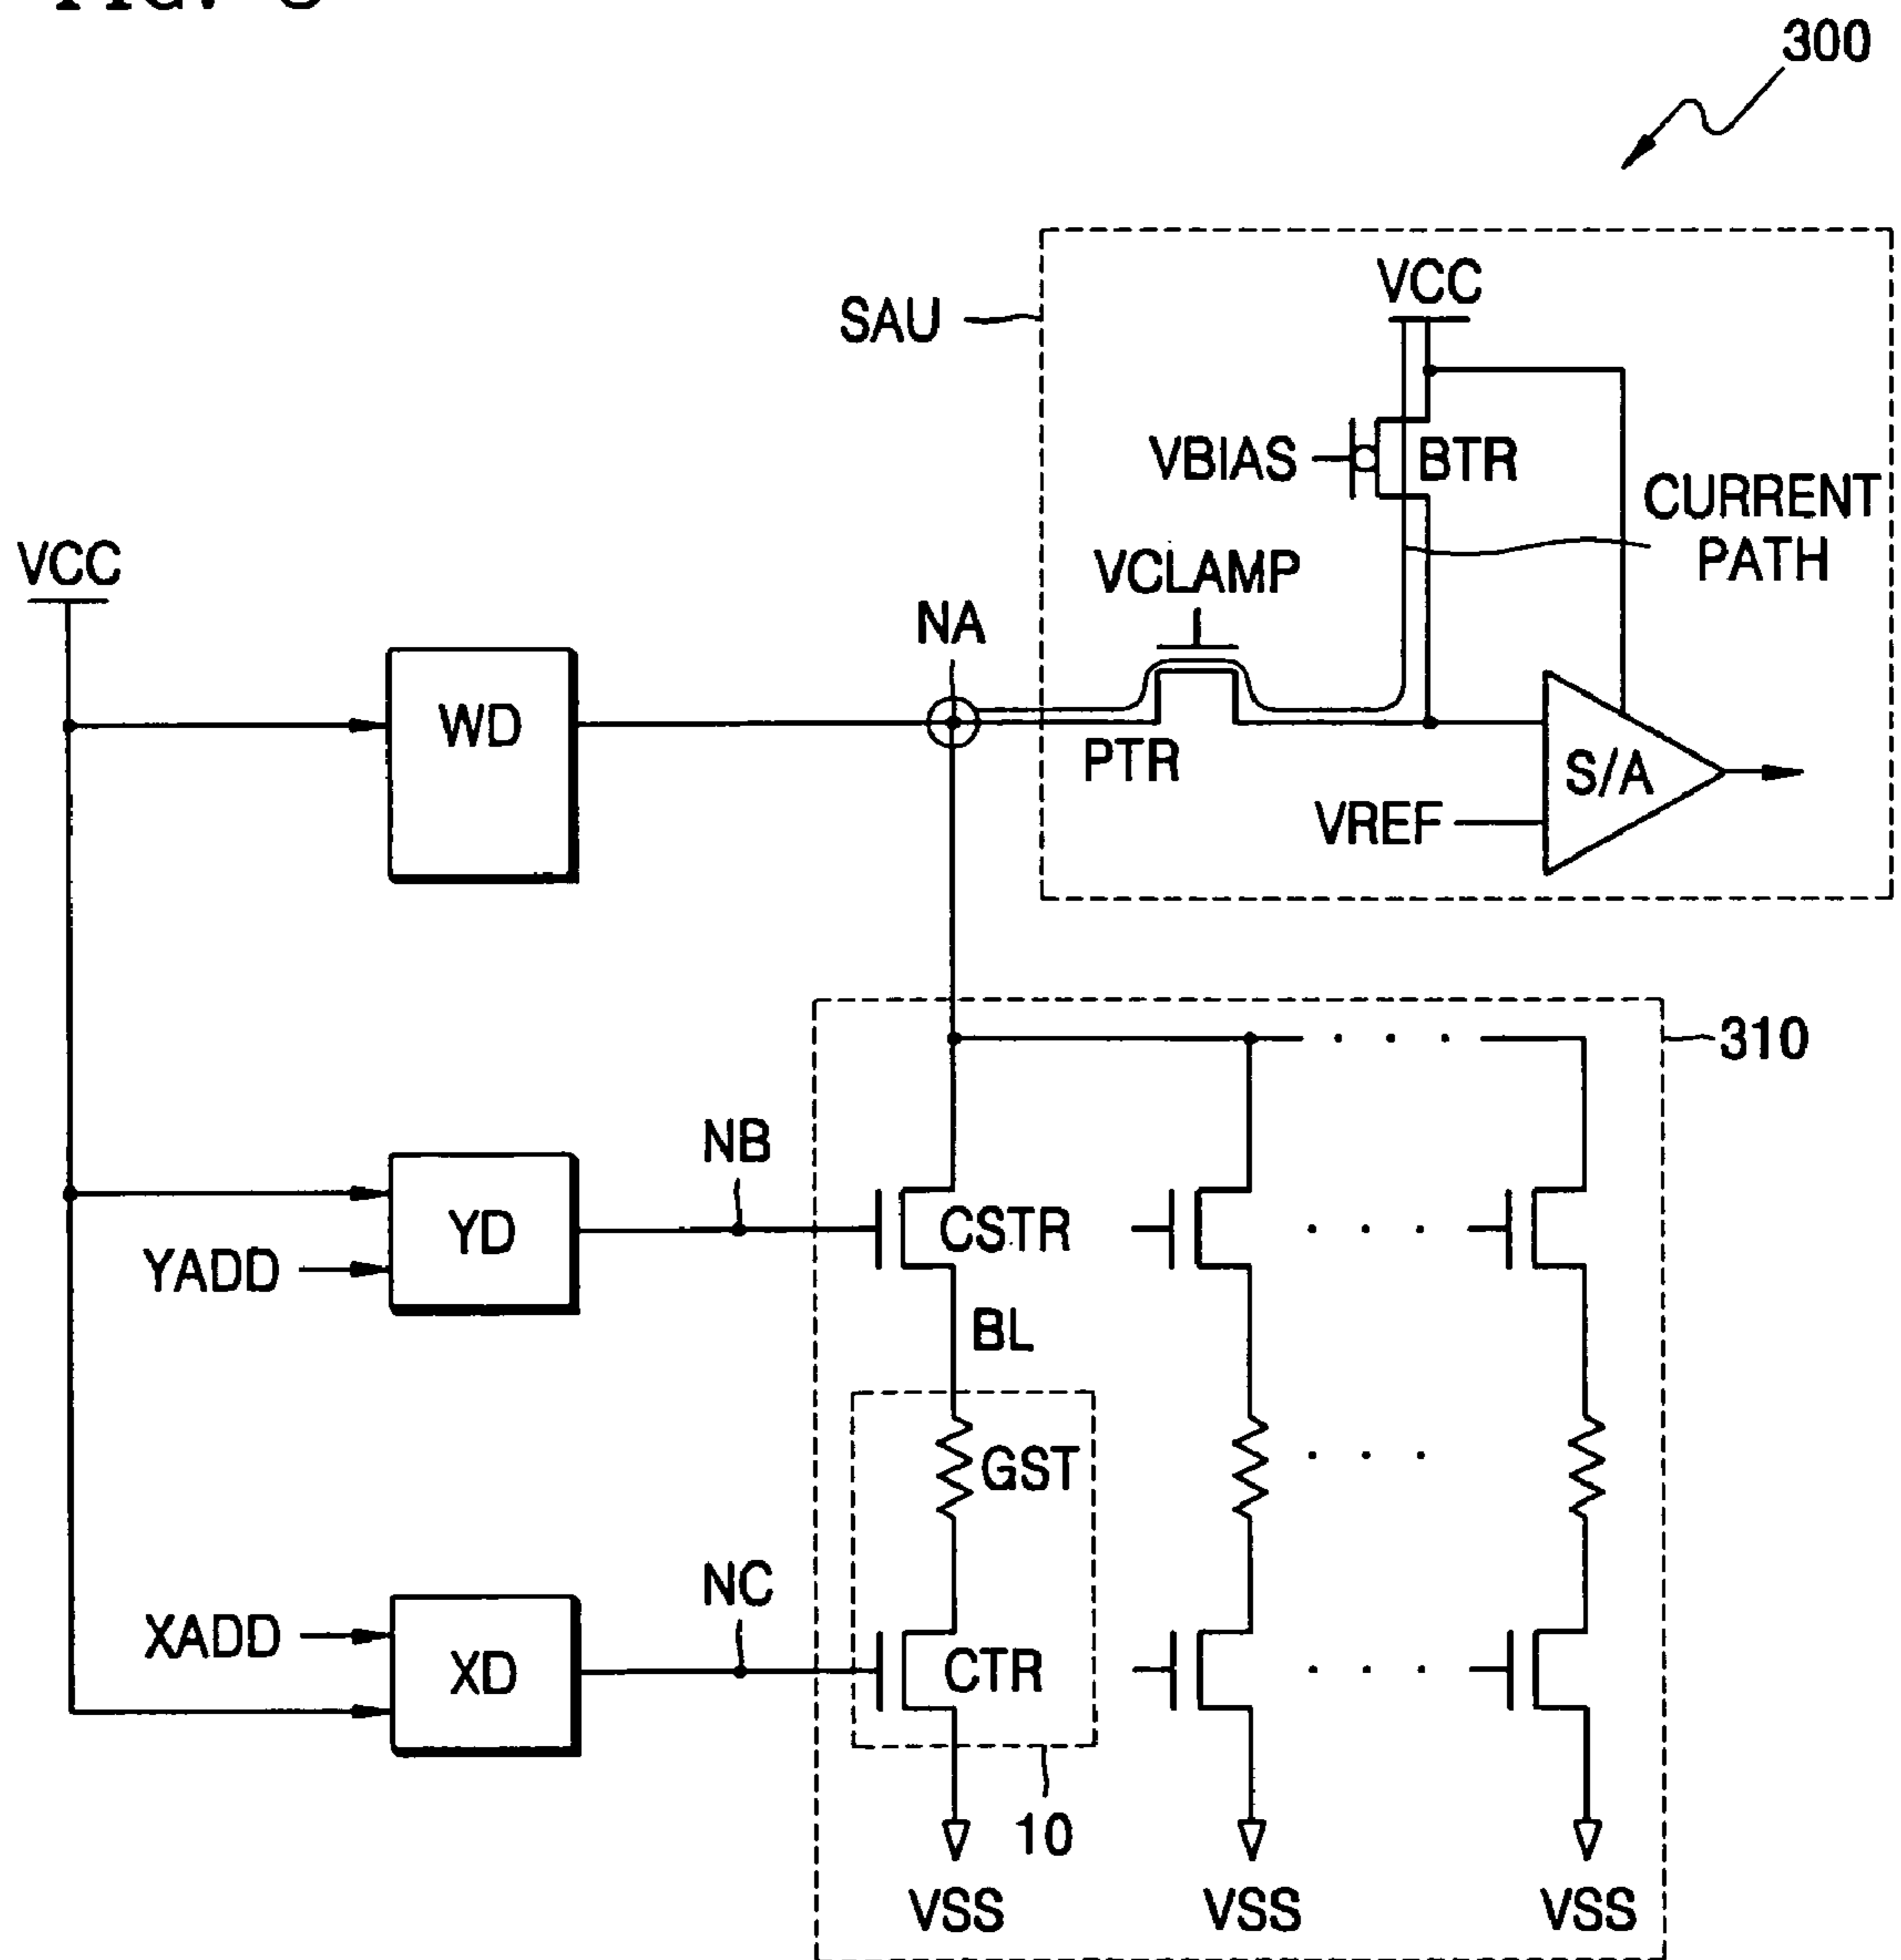 300
SAU
VCC
VBIAS
BTR
CURRENT
PATH
VCLAMP
VCC
NA
WD
PTR
S/A
VREF
310
NB
YD
CSTR
YADD
BL
GST
NC
XADD
XD
CTR
10
VSS
VSS
VSS